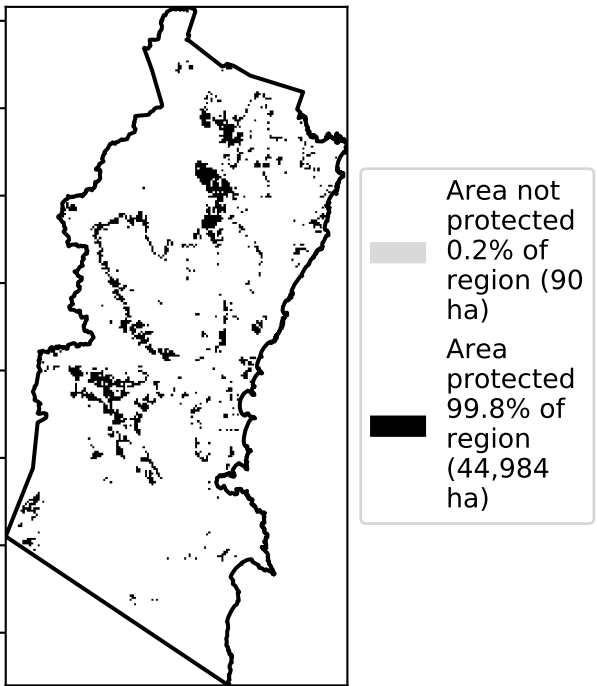 Area not
protected
0.2% of
region (90
ha)
Area
protected
99.8% of
region
(44,984
ha)